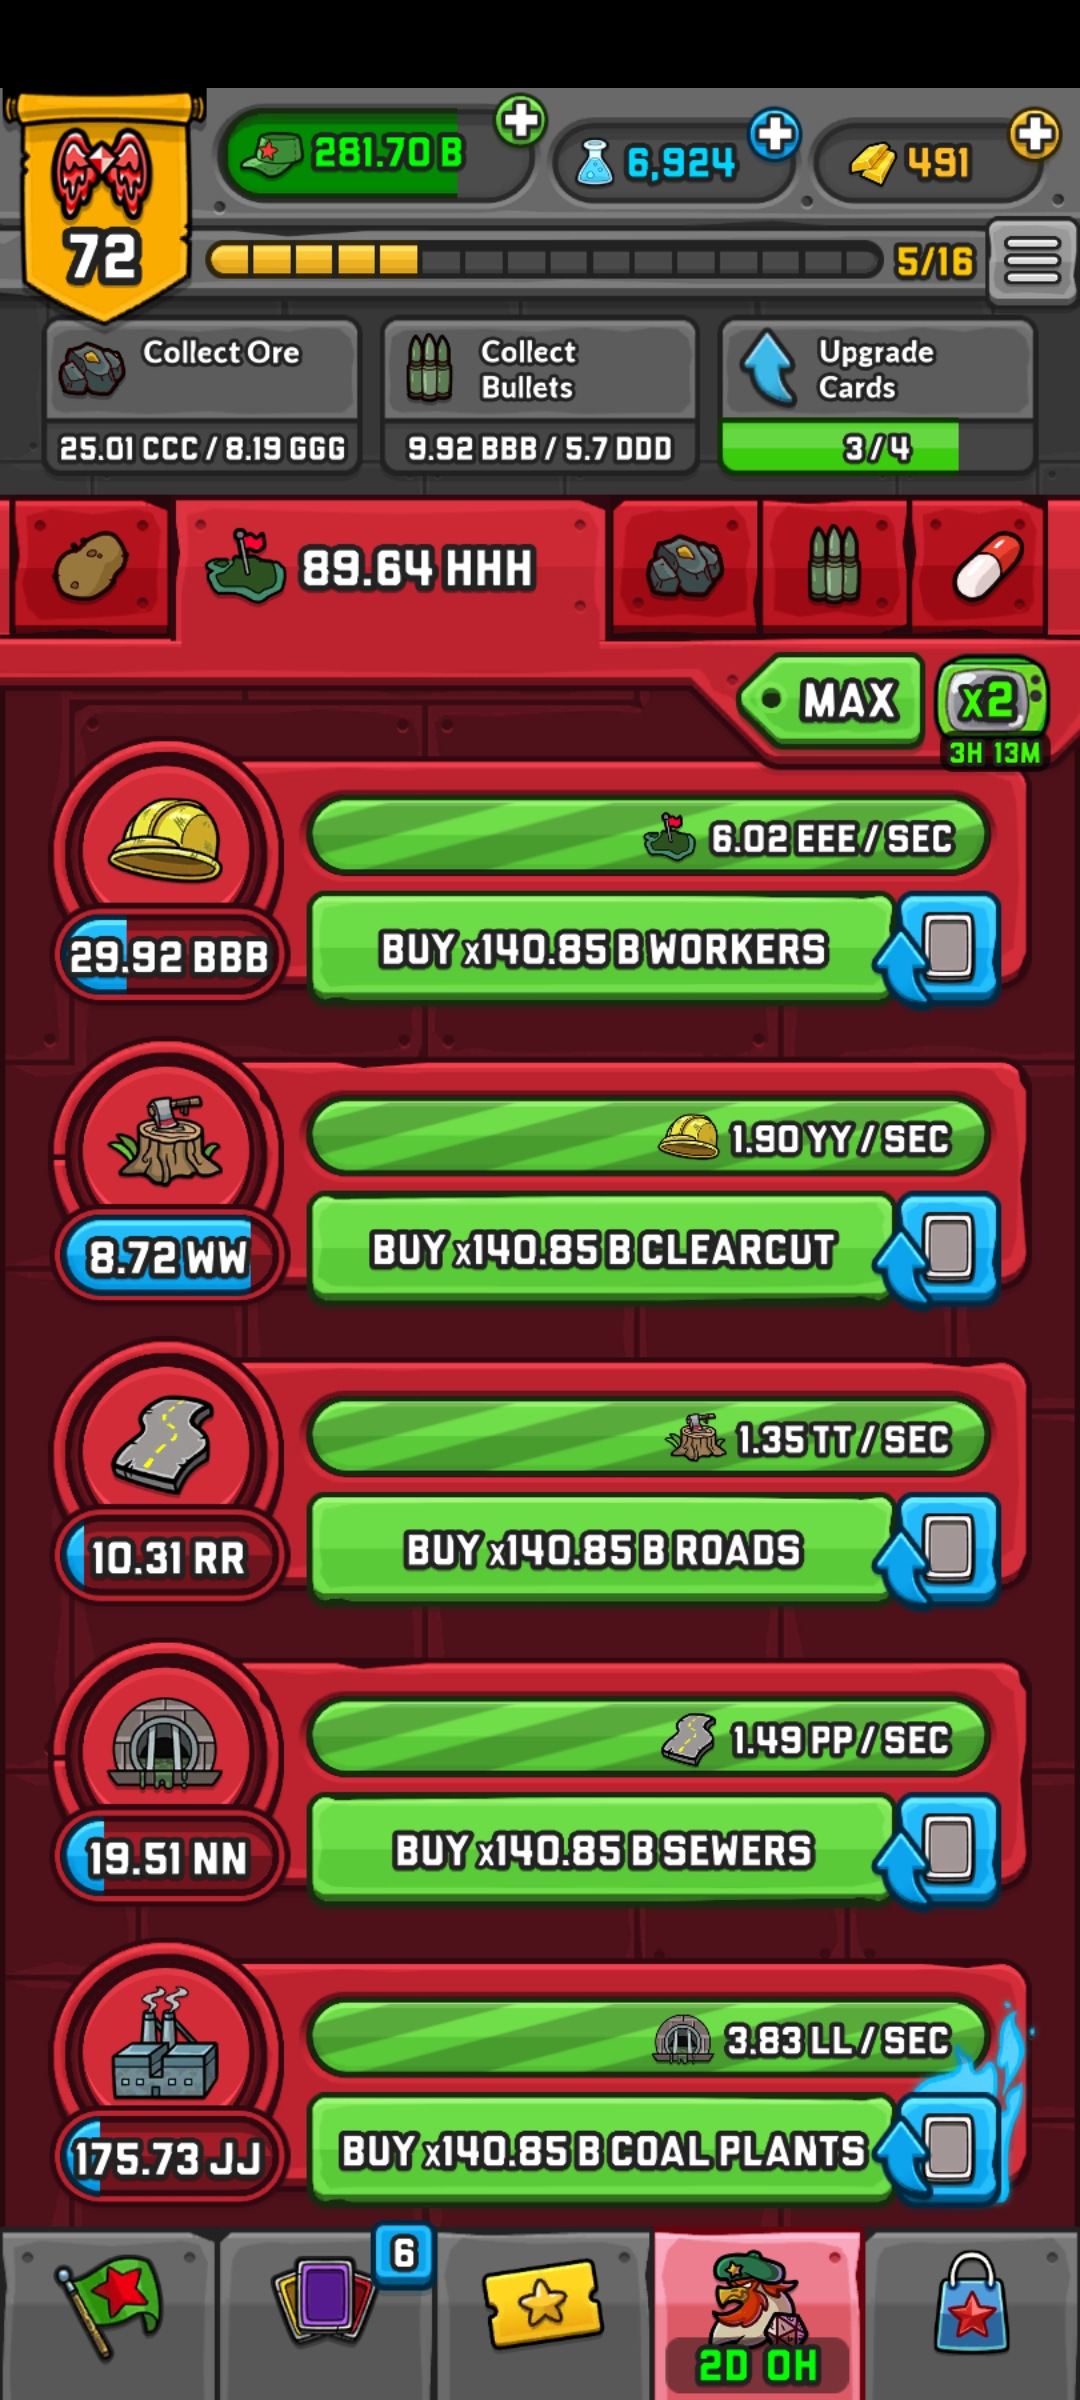 281.70 B
6,924
491
72
5/16
Collect Ore
25.01 CCC / 8.19 GGG
Collect
Bullets
9.92 BBB / 5.7 DDD
Upgrade
Cards
3 / 4
89.64 HHH
MAX
x2
3H 13M
6.02 EEE / SEC
29.92 BBB
BUY x140.85 B WORKERS
1.90 YY / SEC
8.72 WW
BUY x140.85 B CLEARCUT
1.35 TT / SEC
10.31 RR
BUY x140.85 B ROADS
1.49 PP / SEC
19.51 NN
BUY x140.85 B SEWERS
3.83 LL / SEC
175.73 JJ
BUY x140.85 B COAL PLANTS
6
2D 0H